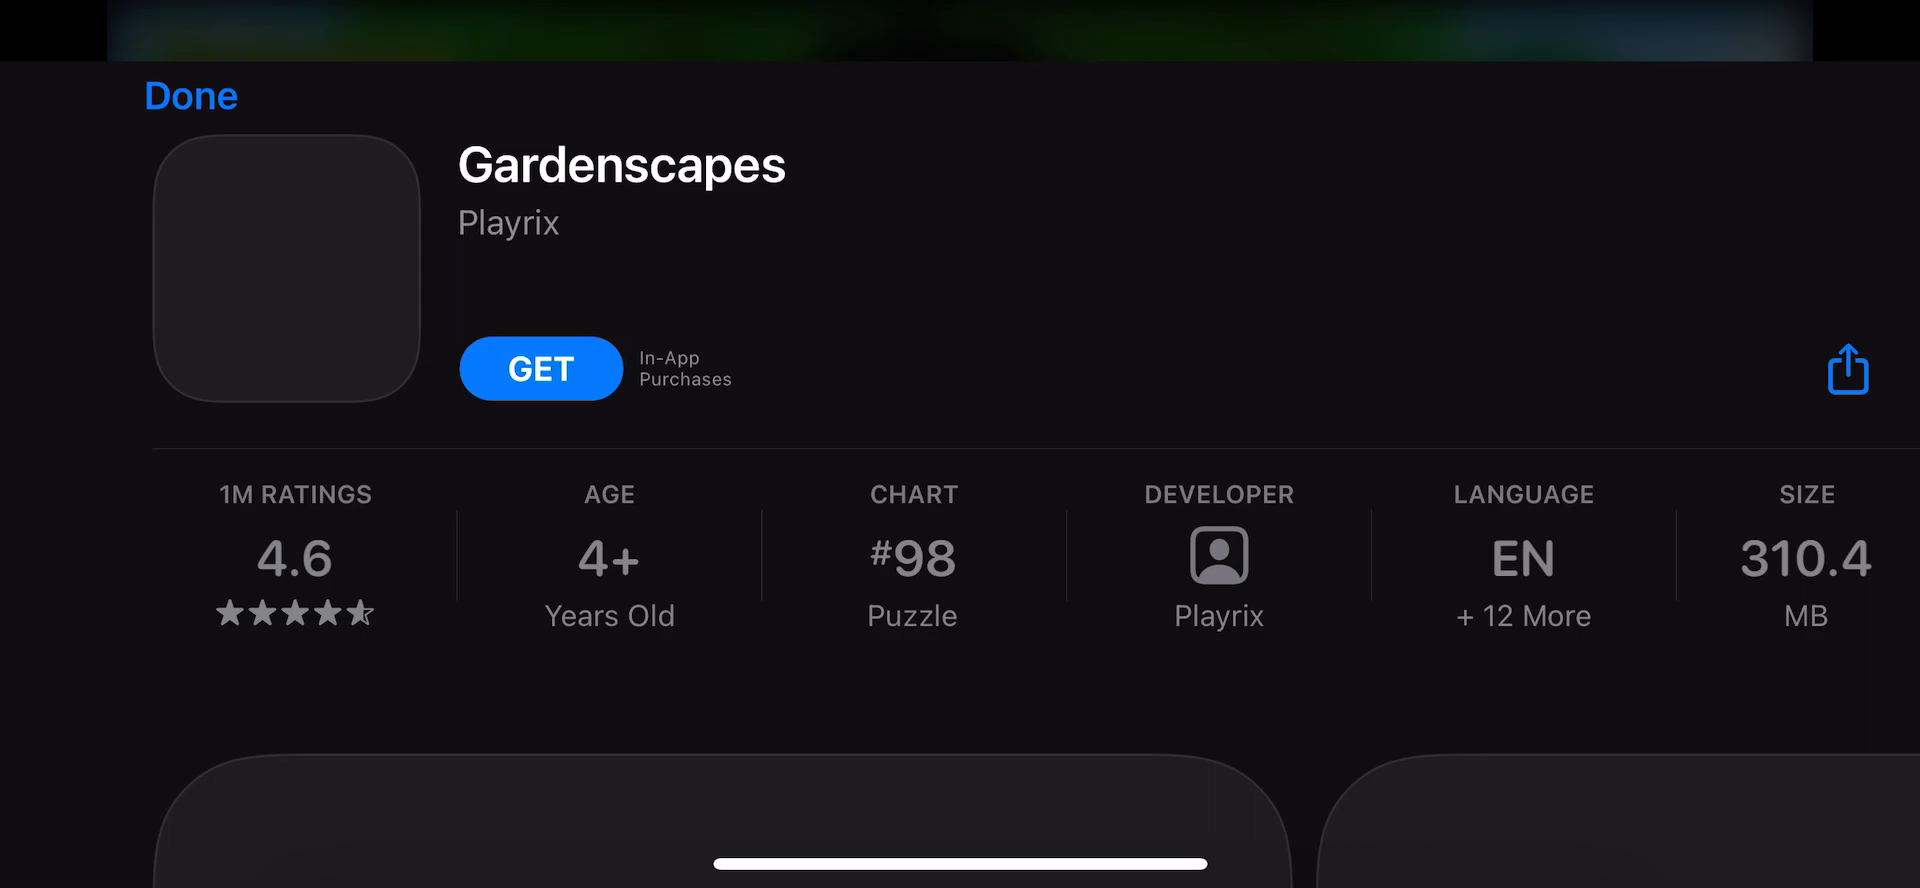 Done
Gardenscapes
Playrix
GET
In-App
Purchases
1M RATINGS
4.6
AGE
4+
Years Old
CHART
#98
Puzzle
DEVELOPER
Playrix
LANGUAGE
EN
+ 12 More
SIZE
310.4
MB